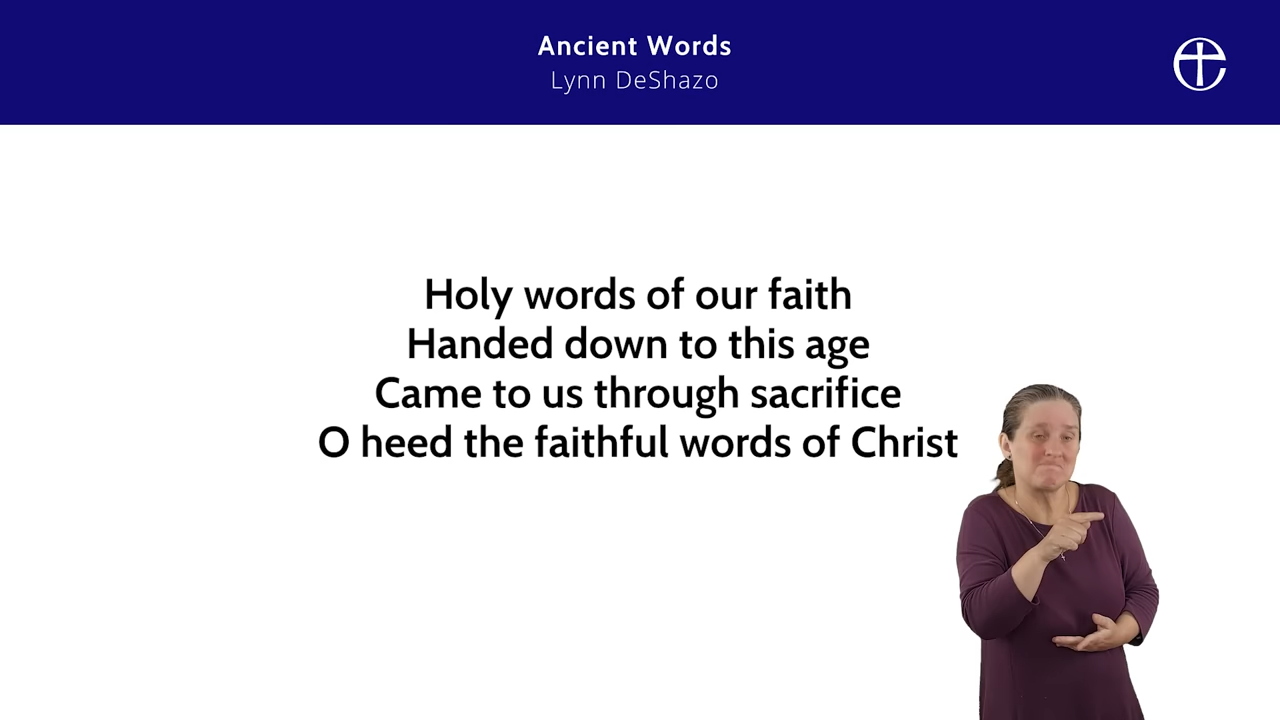 Ancient Words
Lynn DeShazo
Holy words of our faith
Handed down to this age
Came to us through sacrifice
O heed the faithful words of Christ